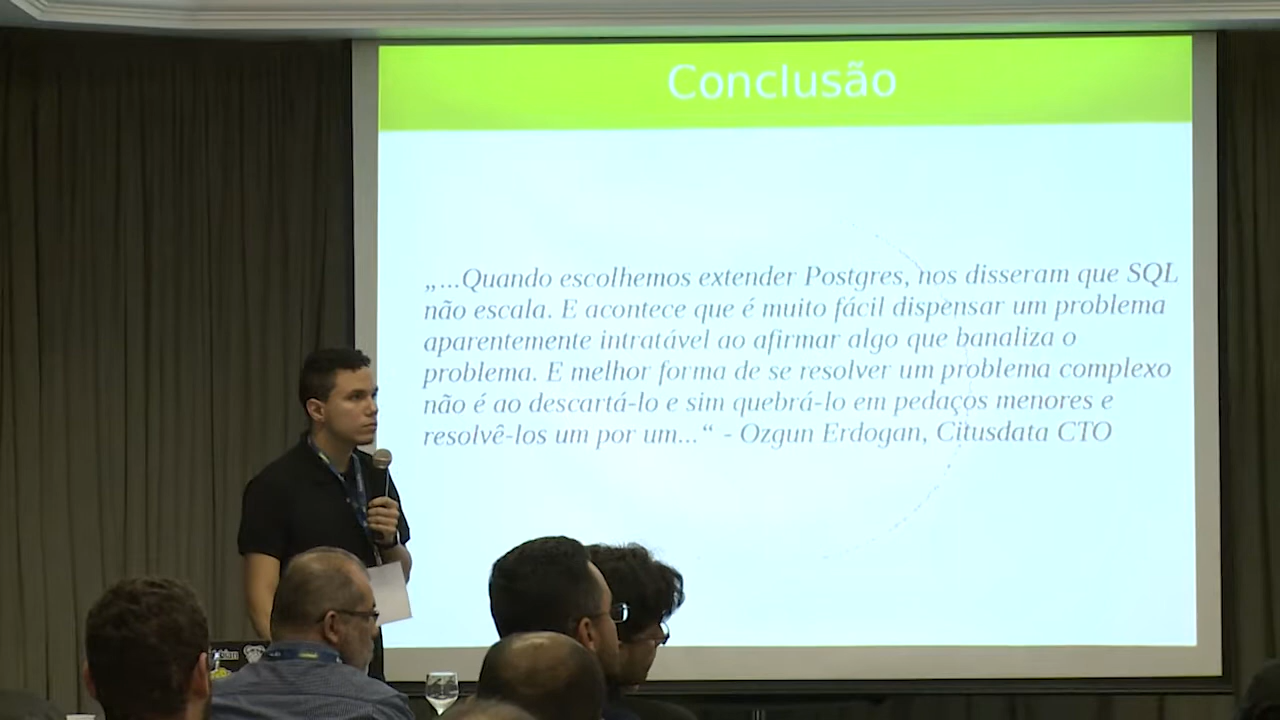 Conclusão
„...Quando escolhemos extender Postgres, nos disseram que SQL
não escala. E acontece que é muito fácil dispensar um problema
aparentemente intratável ao afirmar algo que banaliza o
problema. E melhor forma de se resolver um problema complexo
não é ao descartá-lo e sim quebrá-lo em pedaços menores e
resolvê-los um por um...“ - Ozgun Erdogan, Citusdata CTO